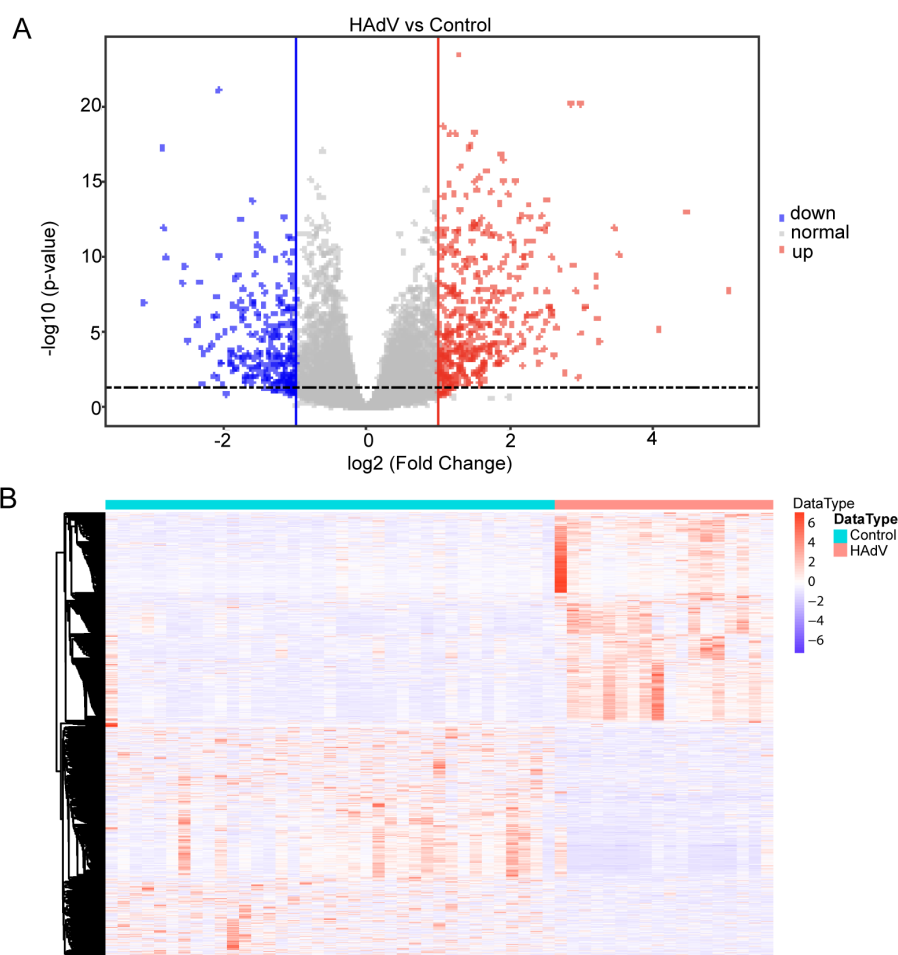 A
HAdV vs Control
20
15
10
5
0
-log10 (p-value)
-2
0
2
4
log2 (Fold Change)
down
normal
up
B
DataType
6
4
2
0
−2
−4
−6
DataType
Control
HAdV